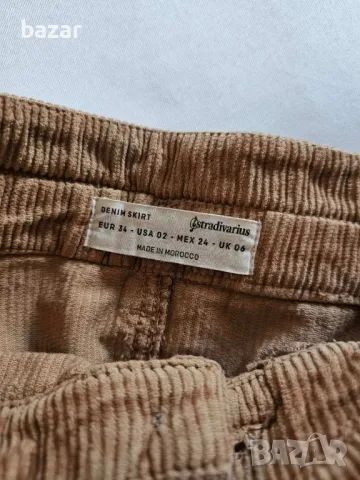 bazar
DENIM SKIRT
stradivarius
EUR 34 - USA 02 - MEX 24 - UK 06
MADE IN MOROCCO
BAZAR